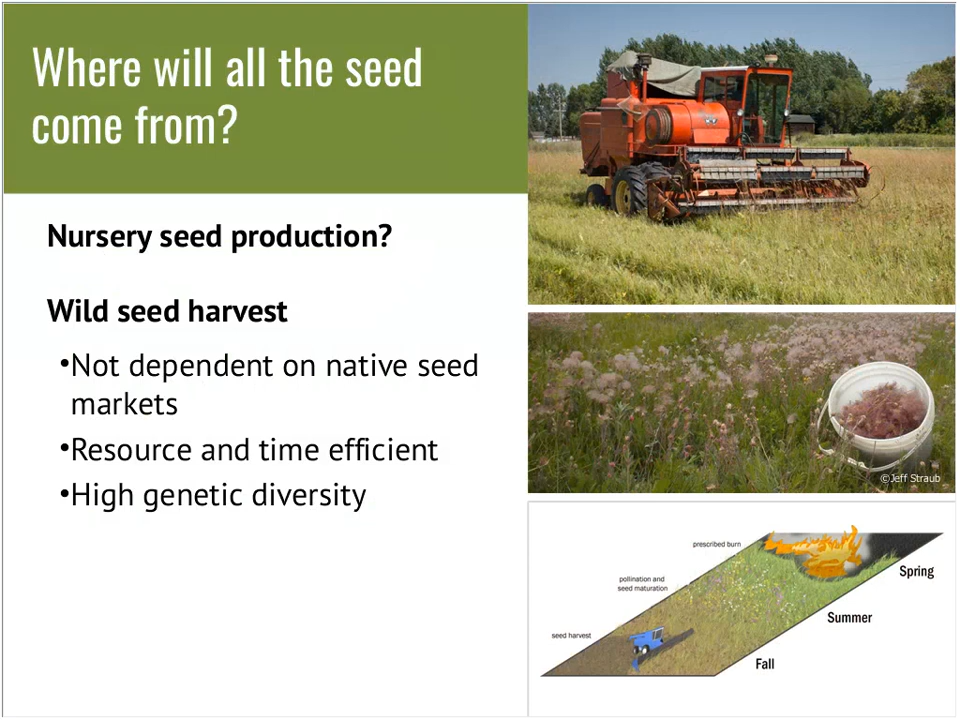 Where will all the seed
come from?
Nursery seed production?
Wild seed harvest
•Not dependent on native seed
markets
•Resource and time efficient
•High genetic diversity
©Jeff Straub
prescribed burn
Spring
pollination and
seed maturation
Summer
seed harvest
Fall